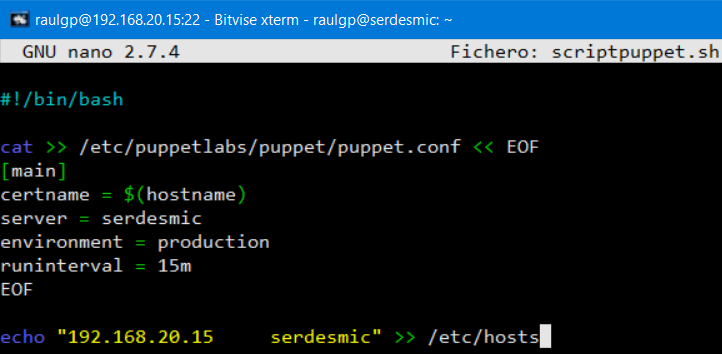 raulgp@192.168.20.15:22 - Bitvise xterm - raulgp@serdesmic: ~
GNU nano 2.7.4 Fichero: scriptpuppet.sh
#!/bin/bash
cat >> /etc/puppetlabs/puppet/puppet.conf << EOF
[main]
certname = $(hostname)
server = serdesmic
environment = production
runinterval = 15m
EOF
echo "192.168.20.15     serdesmic" >> /etc/hosts